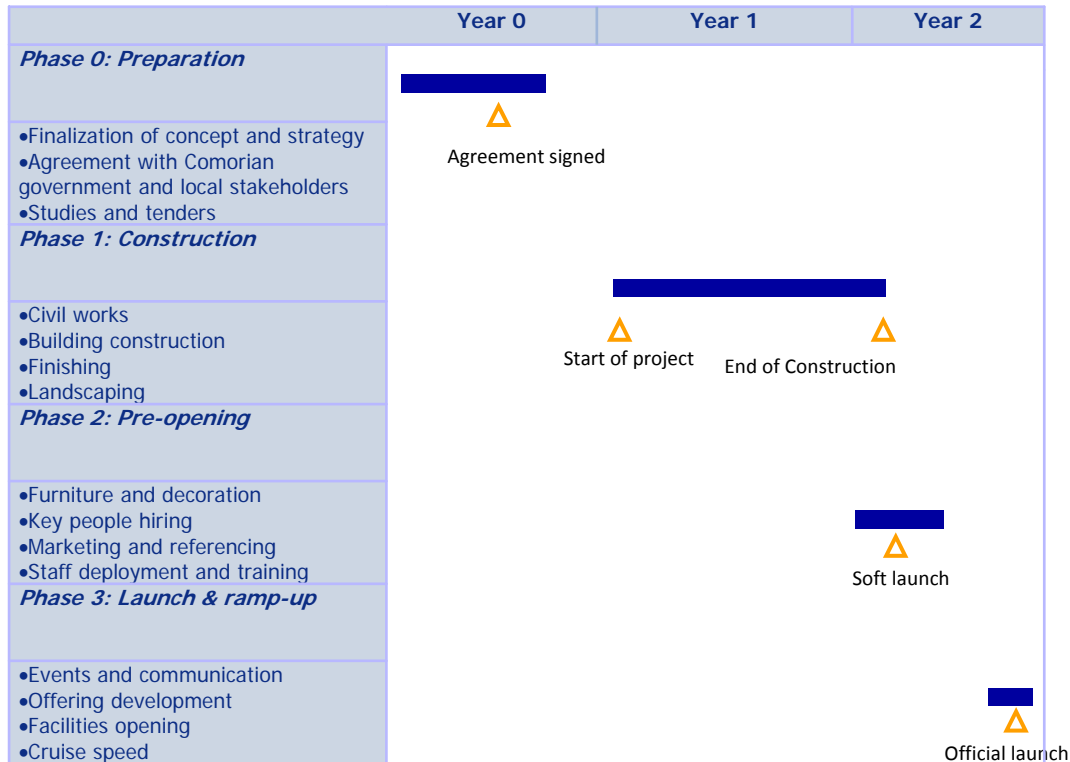 Year 0 Year 1 Year 2
Phase 0: Preparation
Agreement signed
•Finalization of concept and strategy
•Agreement with Comorian
government and local stakeholders
•Studies and tenders
Phase 1: Construction
Start of project
End of Construction
•Civil works
•Building construction
•Finishing
•Landscaping
Phase 2: Pre-opening
•Furniture and decoration
•Key people hiring
•Marketing and referencing
•Staff deployment and training
Soft launch
Phase 3: Launch & ramp-up
•Events and communication
•Offering development
•Facilities opening
•Cruise speed
Official launch